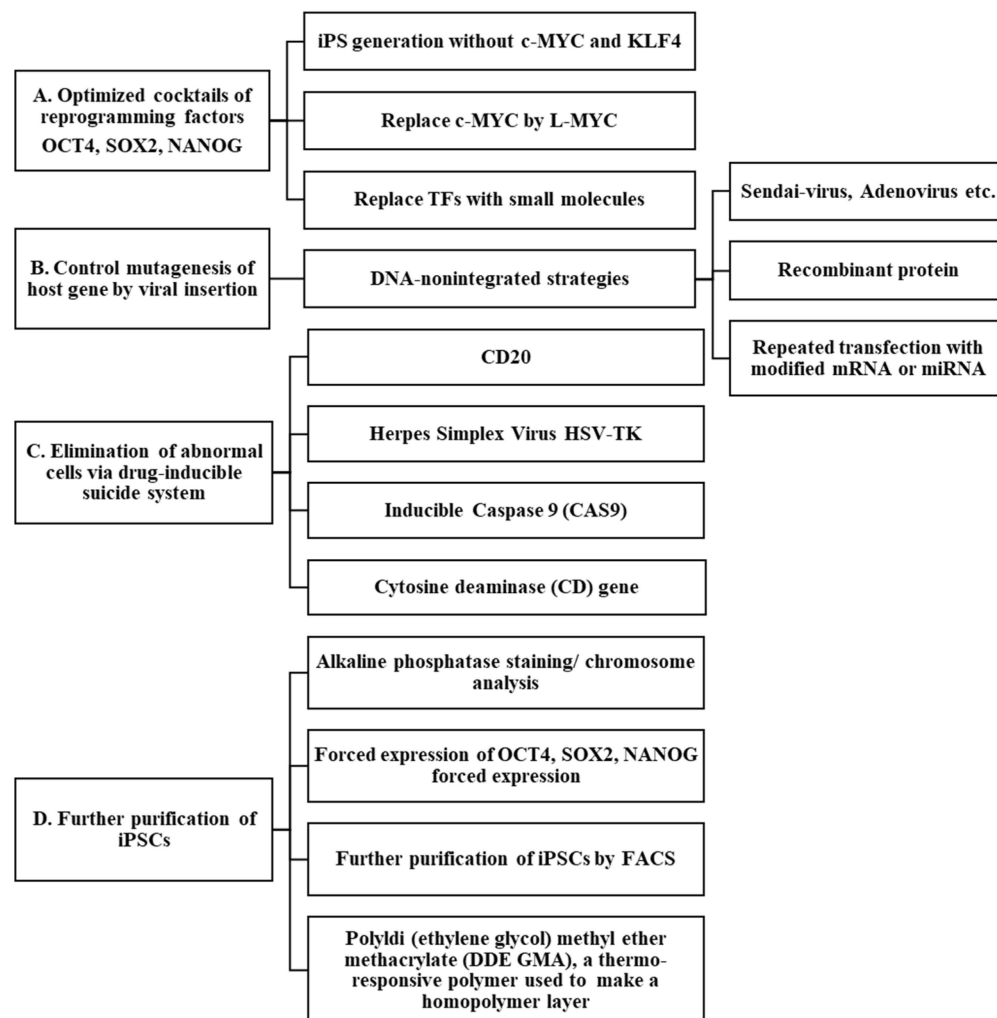 iPS generation without c-MYC and KLF4
A. Optimized cocktails of
reprogramming factors
OCT4, SOX2, NANOG
Replace c-MYC by L-MYC
Replace TFs with small molecules
B. Control mutagenesis of
host gene by viral insertion
DNA-nonintegrated strategies
Sendai-virus, Adenovirus etc.
Recombinant protein
Repeated transfection with
modified mRNA or miRNA
C. Elimination of abnormal
cells via drug-inducible
suicide system
CD20
Herpes Simplex Virus HSV-TK
Inducible Caspase 9 (CAS9)
Cytosine deaminase (CD) gene
D. Further purification of
iPSCs
Alkaline phosphatase staining/ chromosome
analysis
Forced expression of OCT4, SOX2, NANOG
forced expression
Further purification of iPSCs by FACS
Polyldi (ethylene glycol) methyl ether
methacrylate (DDE GMA), a thermo-
responsive polymer used to make a
homopolymer layer